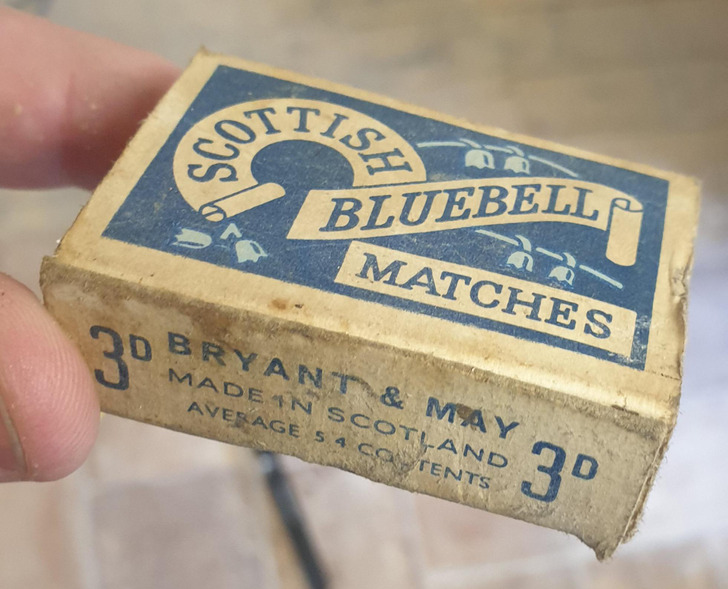 SCOTTISH
BLUEBELL
MATCHES
3D BRYANT & MAY
MADE IN SCOTLAND
AVERAGE 54 CONTENTS 3D